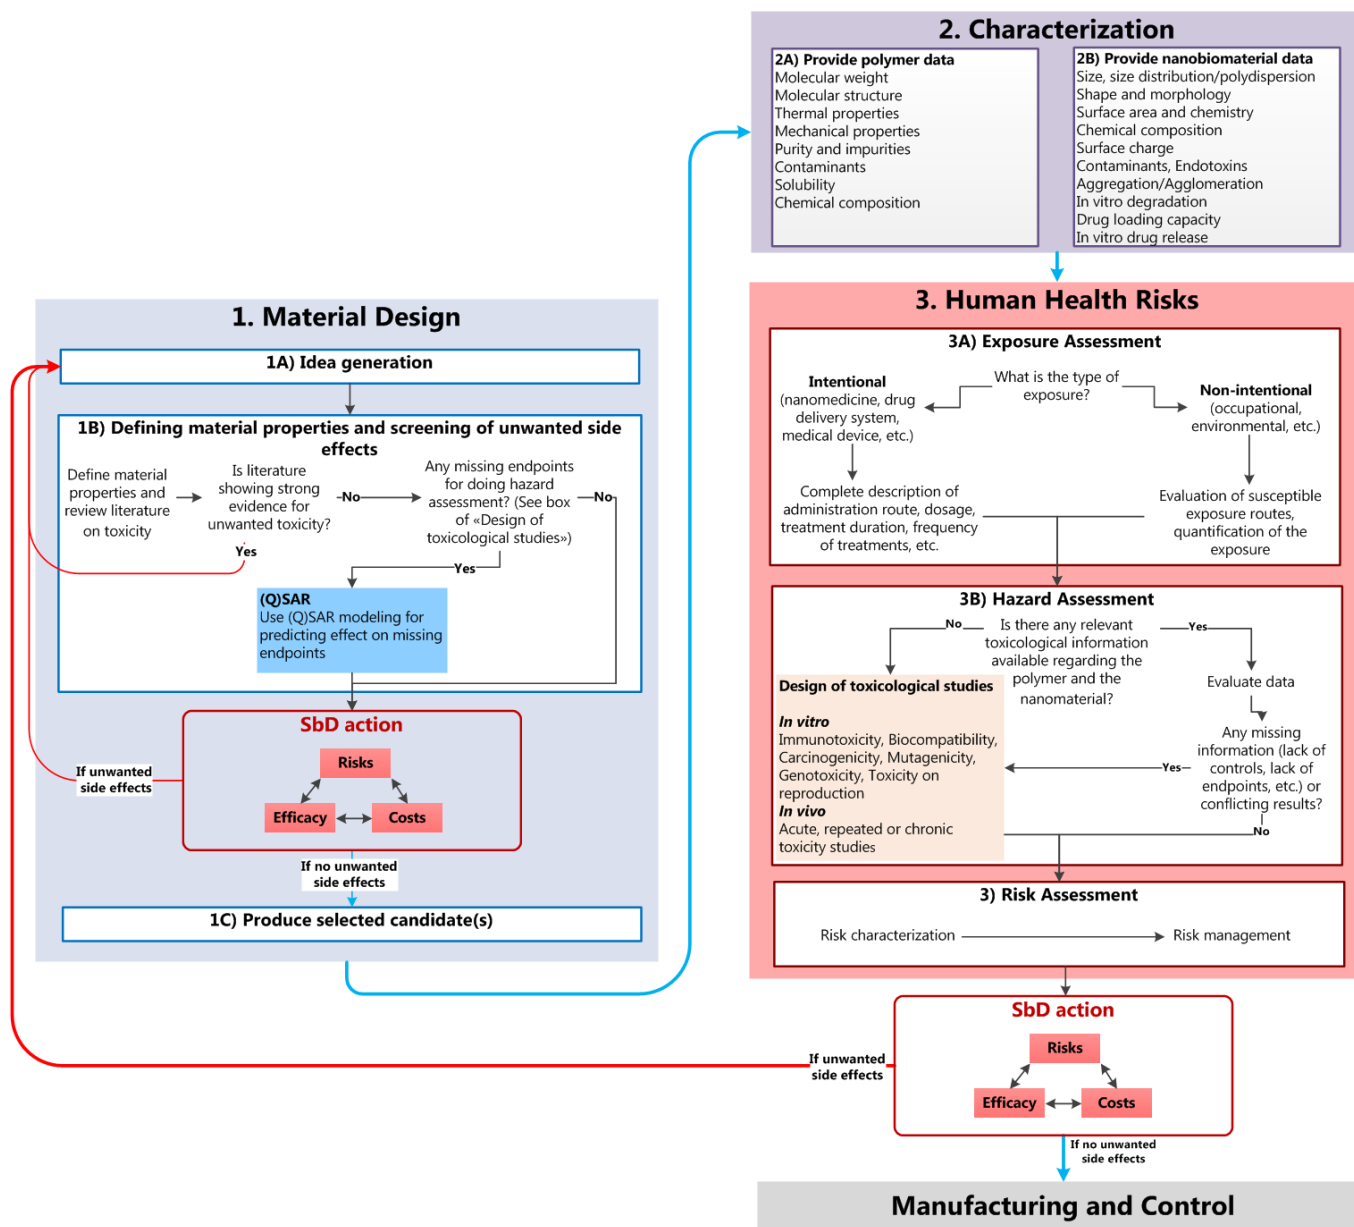 2. Characterization
2A) Provide polymer data
Molecular weight
Molecular structure
Thermal properties
Mechanical properties
Purity and impurities
Contaminants
Solubility
Chemical composition
2B) Provide nanobiomaterial data
Size, size distribution/polydispersion
Shape and morphology
Surface area and chemistry
Chemical composition
Surface charge
Contaminants, Endotoxins
Aggregation/Agglomeration
In vitro degradation
Drug loading capacity
In vitro drug release
1. Material Design
1A) Idea generation
1B) Defining material properties and screening of unwanted side
effects
Define material
properties and
review literature
on toxicity
Is literature
showing strong
evidence for
unwanted toxicity?
Yes
No
Any missing endpoints
for doing hazard
assessment? (See box
of «Design of
toxicological studies»)
No
Yes
(Q)SAR
Use (Q)SAR modeling for
predicting effect on missing
endpoints
SbD action
Risks
Efficacy
Costs
If unwanted
side effects
If no unwanted
side effects
1C) Produce selected candidate(s)
3. Human Health Risks
3A) Exposure Assessment
What is the type of
exposure?
Intentional
(nanomedicine, drug
delivery system,
medical device, etc.)
Non-intentional
(occupational,
environmental, etc.)
Complete description of
administration route, dosage,
treatment duration, frequency
of treatments, etc.
Evaluation of susceptible
exposure routes,
quantification of the
exposure
3B) Hazard Assessment
No
Is there any relevant
toxicological information
available regarding the
polymer and the
nanomaterial?
Yes
Design of toxicological studies
In vitro
Immunotoxicity, Biocompatibility,
Carcinogenicity, Mutagenicity,
Genotoxicity, Toxicity on
reproduction
In vivo
Acute, repeated or chronic
toxicity studies
Evaluate data
Any missing
information (lack of
controls, lack of
endpoints, etc.) or
conflicting results?
Yes
No
3) Risk Assessment
Risk characterization
Risk management
SbD action
Risks
Efficacy
Costs
If unwanted
side effects
If no unwanted
side effects
Manufacturing and Control